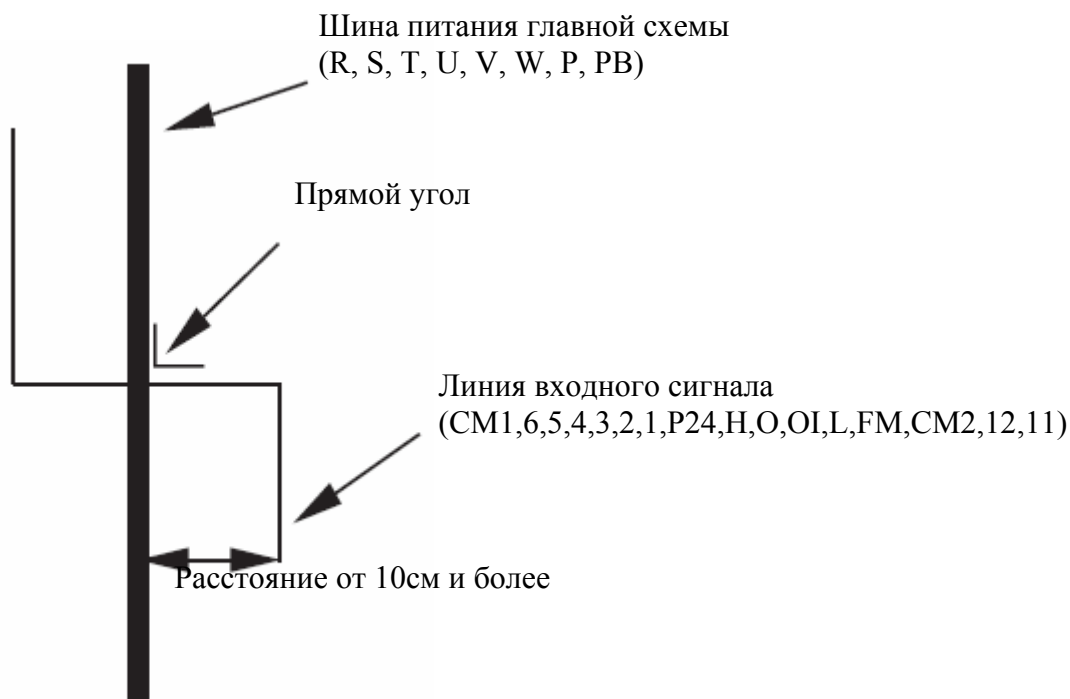 Шина питания главной схемы
(R, S, T, U, V, W, P, PB)
Прямой угол
Линия входного сигнала
(CM1,6,5,4,3,2,1,P24,H,O,OI,L,FM,CM2,12,11)
Расстояние от 10см и более